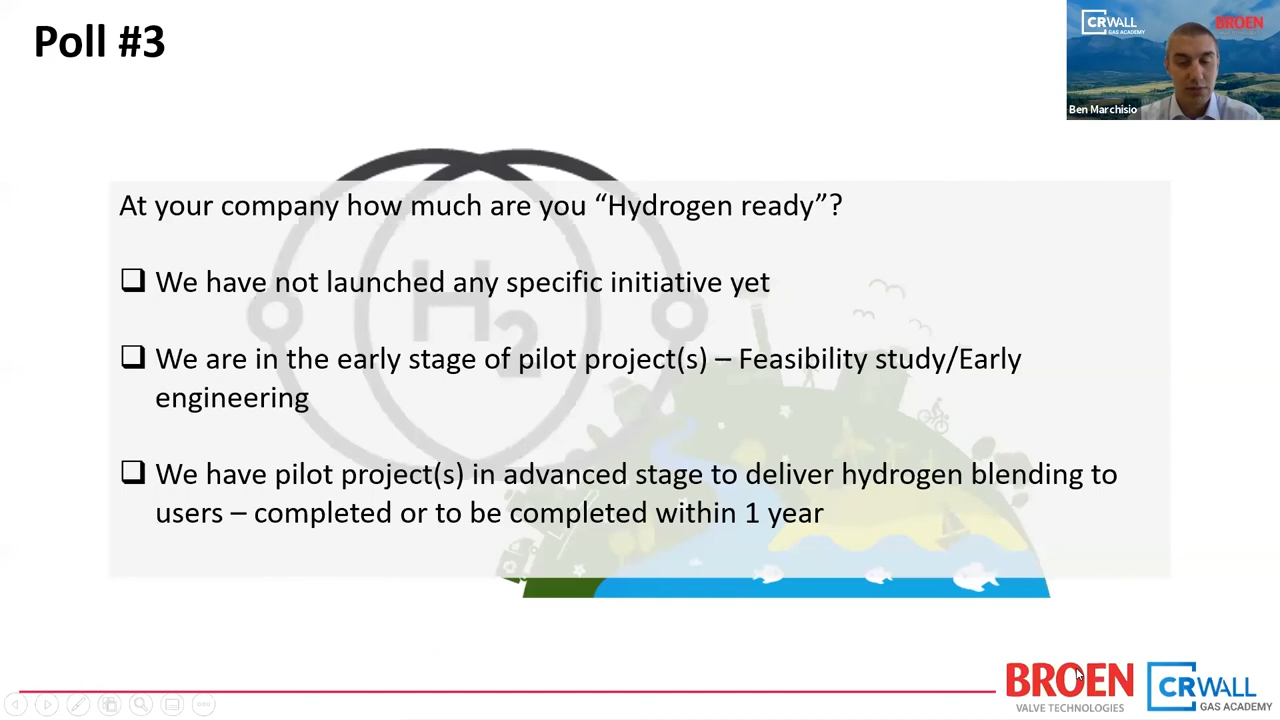 Poll #3
CRWALL
GAS ACADEMY
BROEN
Ben Marchisio
At your company how much are you “Hydrogen ready”?
H2
We have not launched any specific initiative yet
We are in the early stage of pilot project(s) – Feasibility study/Early
engineering
We have pilot project(s) in advanced stage to deliver hydrogen blending to
users – completed or to be completed within 1 year
BROEN
VALVE TECHNOLOGIES
CRWALL
GAS ACADEMY